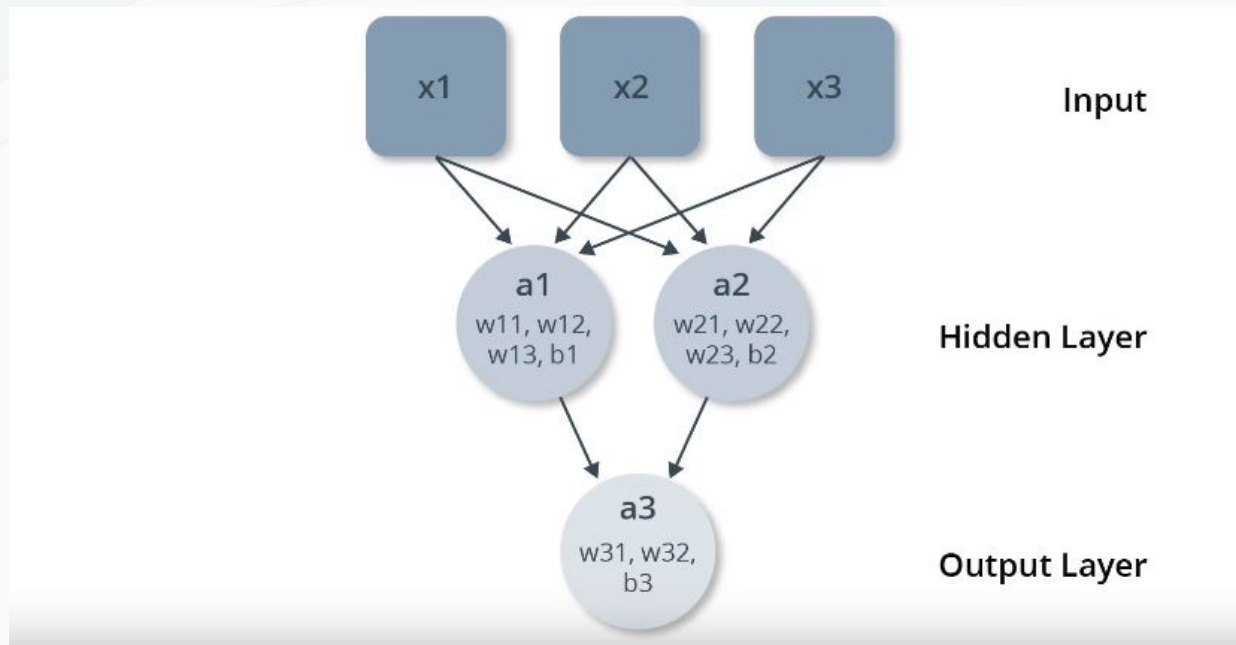 x1
x2
x3
Input
a1
w11, w12,
w13, b1
a2
w21, w22,
w23, b2
Hidden Layer
a3
w31, w32,
b3
Output Layer